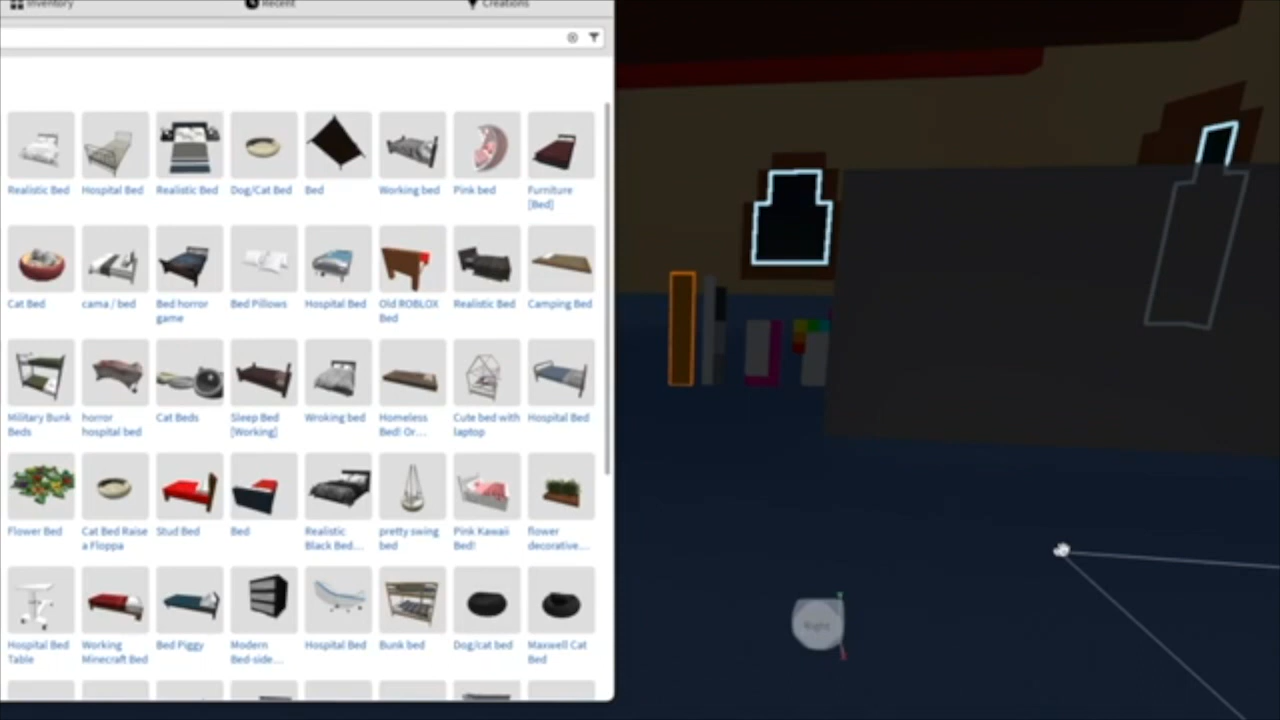 Inventory Recent Creations
Realistic Bed Hospital Bed Realistic Bed Dog/Cat Bed Bed Working bed Pink bed Furniture
[Bed]
Cat Bed cama / bed Bed horror Bed Pillows Hospital Bed Old ROBLOX Realistic Bed Camping Bed
game Bed
Military Bunk horror Cat Beds Sleep Bed Wroking bed Homeless Cute bed with Hospital Bed
Beds hospital bed [Working] Bed! Or... laptop
Flower Bed Cat Bed Raise Stud Bed Bed Realistic pretty swing Pink Kawaii flower
a Floppa Black Bed... bed Bed! decorative...
Hospital Bed Working Bed Piggy Modern Hospital Bed Bunk bed Dog/cat bed Maxwell Cat
Table Minecraft Bed Bed-side... Bed
Right